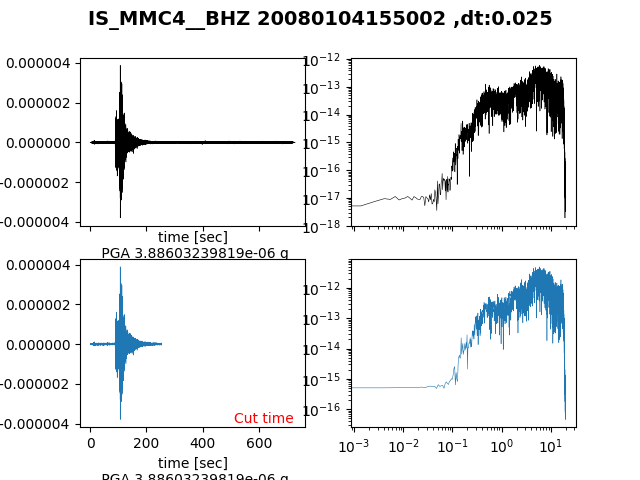 IS_MMC4__BHZ 20080104155002 ,dt:0.025
0.000004
0.000002
0.000000
-0.000002
-0.000004
time [sec]
PGA 3.88603239819e-06 g
10⁻¹²
10⁻¹³
10⁻¹⁴
10⁻¹⁵
10⁻¹⁶
10⁻¹⁷
10⁻¹⁸
0.000004
0.000002
0.000000
-0.000002
-0.000004
Cut time
0 200 400 600
time [sec]
PGA 3.88603239819e-06 g
10⁻¹²
10⁻¹³
10⁻¹⁴
10⁻¹⁵
10⁻¹⁶
10⁻³ 10⁻² 10⁻¹ 10⁰ 10¹